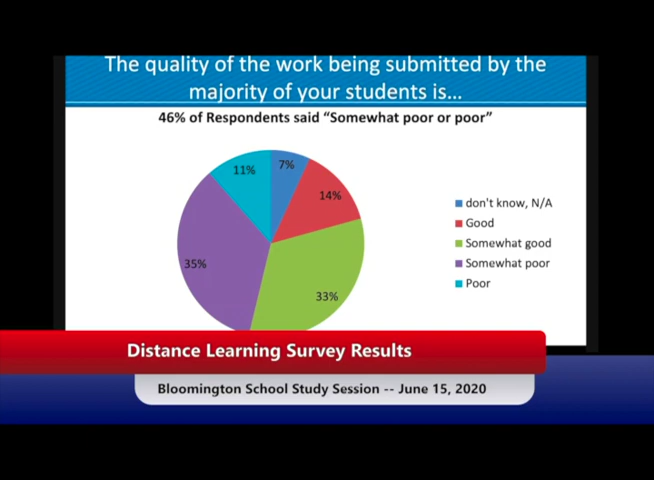 The quality of the work being submitted by the
majority of your students is...
46% of Respondents said “Somewhat poor or poor”
7%
11%
14%
35%
33%
don't know, N/A
Good
Somewhat good
Somewhat poor
Poor
Distance Learning Survey Results
Bloomington School Study Session -- June 15, 2020